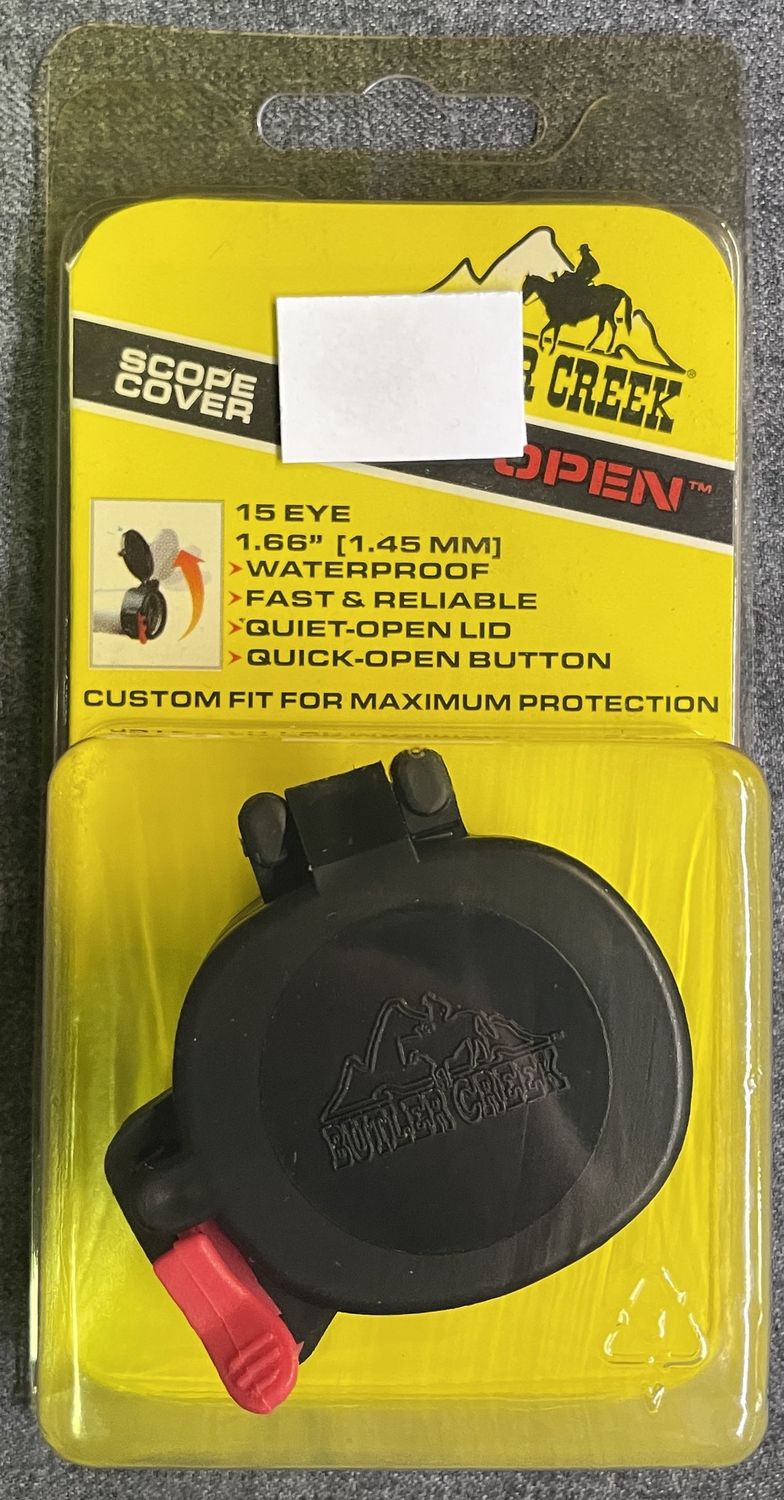 R CREEK®
SCOPE
COVER
OPEN™
15 EYE
1.66” [1.45 MM]
WATERPROOF
FAST & RELIABLE
QUIET-OPEN LID
QUICK-OPEN BUTTON
CUSTOM FIT FOR MAXIMUM PROTECTION
BUTLER CREEK
1